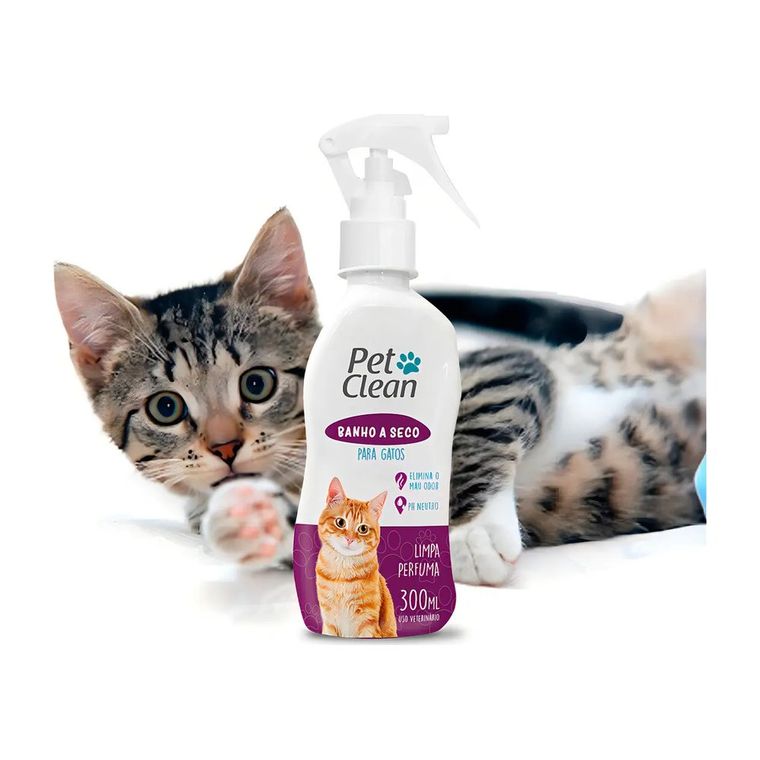 Pet
Clean
BANHO A SECO
PARA GATOS
ELIMINA O
MAU ODOR
PH NEUTRO
LIMPA
PERFUMA
300ML
USO VETERINÁRIO